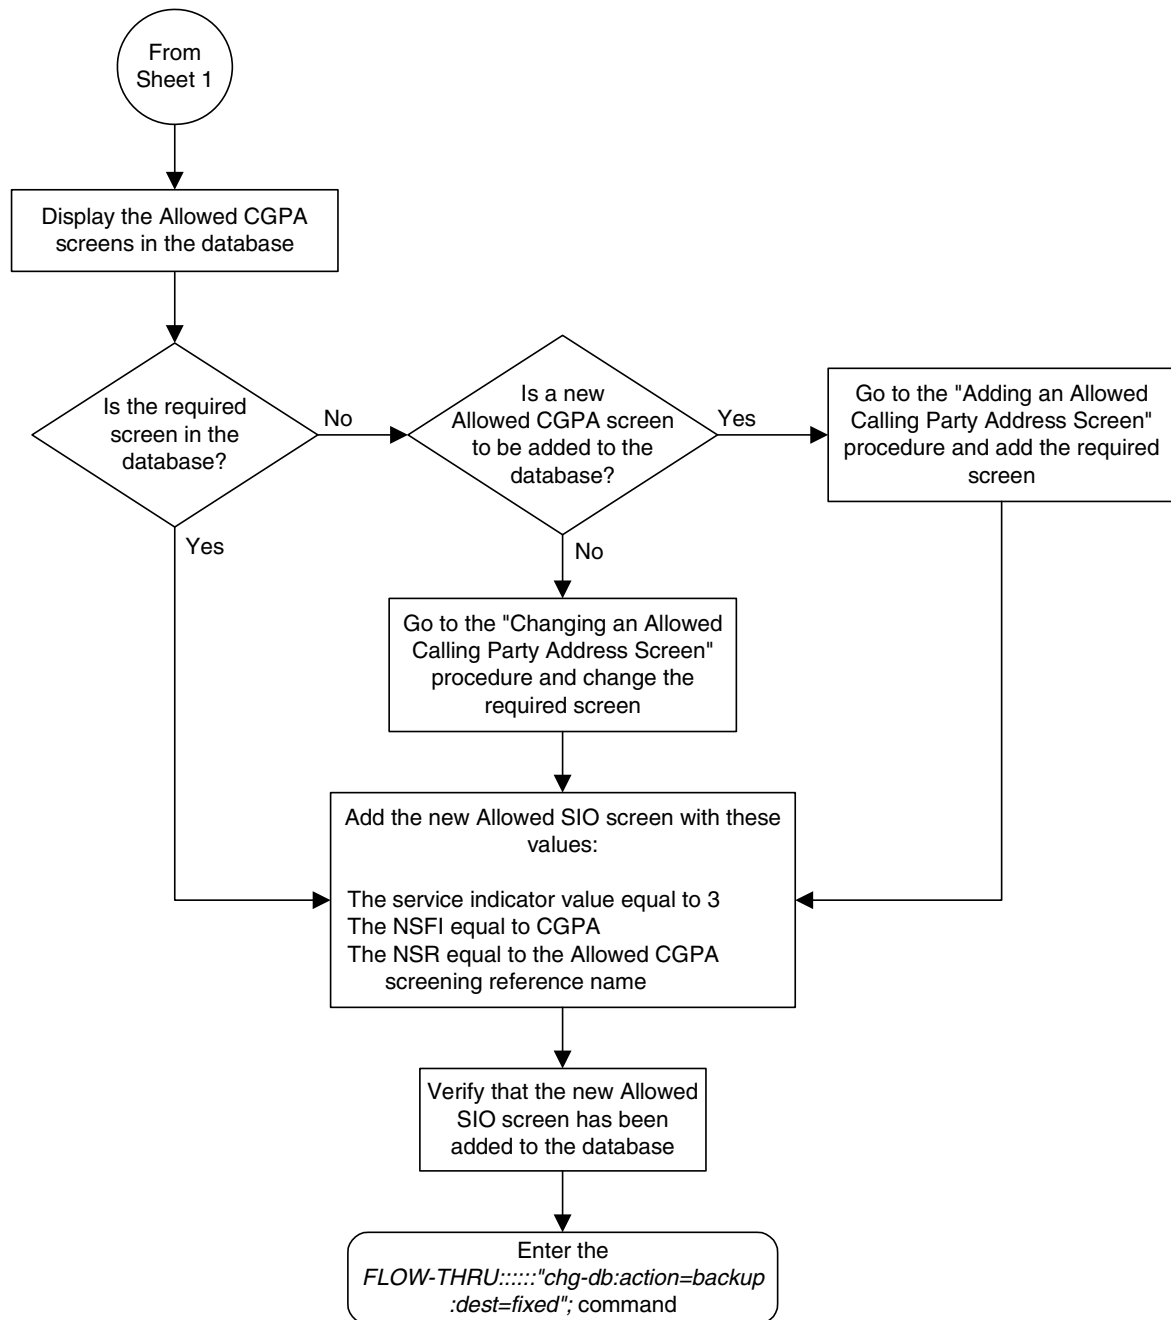 From
Sheet 1
Display the Allowed CGPA
screens in the database
Is the required
screen in the
database?
No
Yes
Is a new
Allowed CGPA screen
to be added to the
database?
Yes
No
Go to the "Adding an Allowed
Calling Party Address Screen"
procedure and add the required
screen
Go to the "Changing an Allowed
Calling Party Address Screen"
procedure and change the
required screen
Add the new Allowed SIO screen with these
values:
The service indicator value equal to 3
The NSFI equal to CGPA
The NSR equal to the Allowed CGPA
screening reference name
Verify that the new Allowed
SIO screen has been
added to the database
Enter the
FLOW-THRU::::::"chg-db:action=backup
:dest=fixed"; command